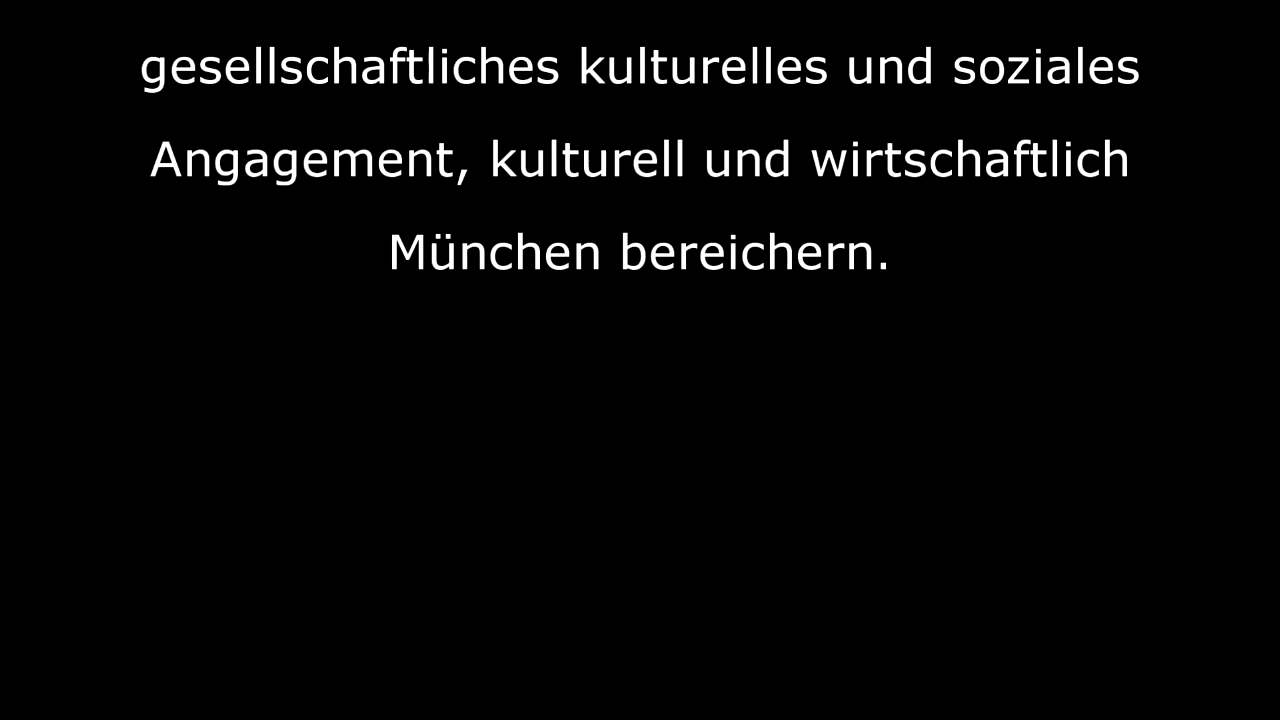 gesellschaftliches kulturelles und soziales
Angagement, kulturell und wirtschaftlich
München bereichern.